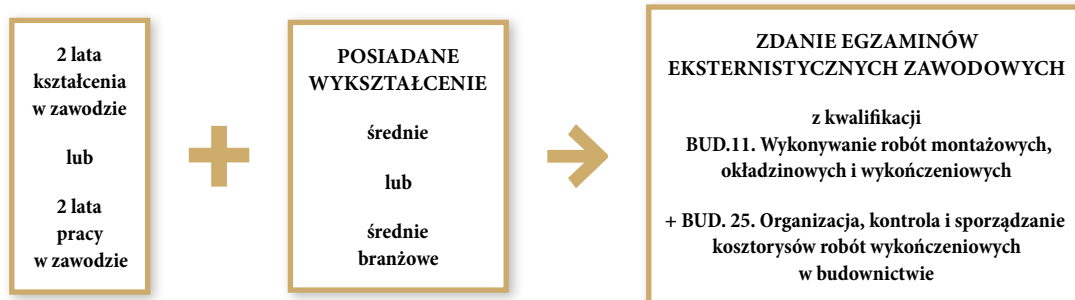 2 lata
kształcenia
w zawodzie
lub
2 lata
pracy
w zawodzie
POSIADANE
WYKSZTAŁCENIE
średnie
lub
średnie
branżowe
ZDANIE EGZAMINÓW
EKSTERNISTYCZNYCH ZAWODOWYCH
z kwalifikacji
BUD.11. Wykonywanie robót montażowych,
okładzinowych i wykończeniowych
+ BUD. 25. Organizacja, kontrola i sporządzanie
kosztorysów robót wykończeniowych
w budownictwie